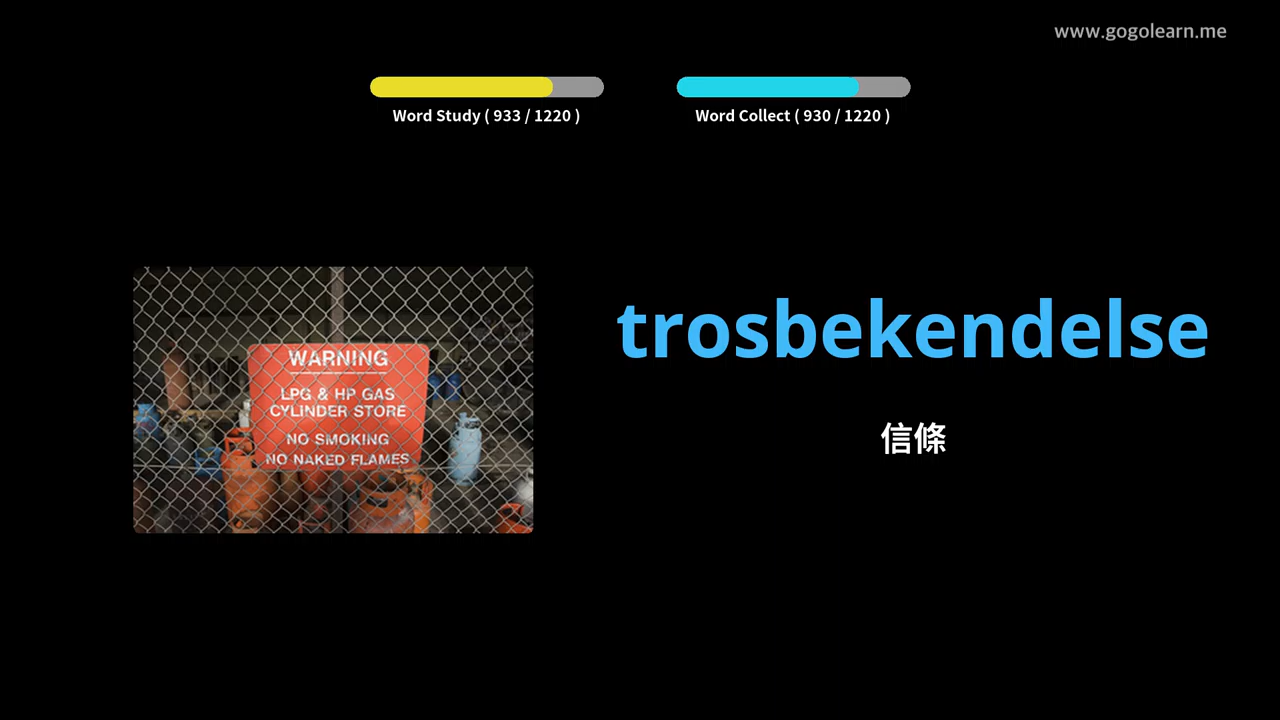 www.gogolearn.me
Word Study ( 933 / 1220 )
Word Collect ( 930 / 1220 )
WARNING
LPG & HP GAS
CYLINDER STORE
NO SMOKING
NO NAKED FLAMES
trosbekendelse
信條